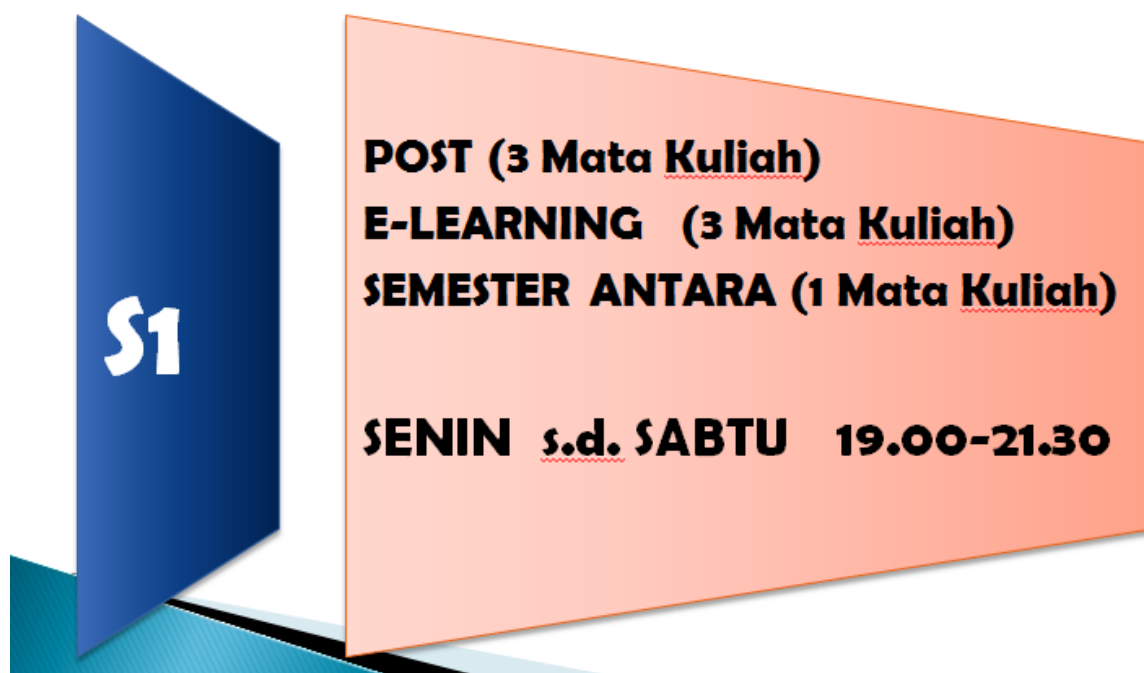 S1
POST (3 Mata Kuliah)
E-LEARNING (3 Mata Kuliah)
SEMESTER ANTARA (1 Mata Kuliah)
SENIN s.d. SABTU 19.00-21.30